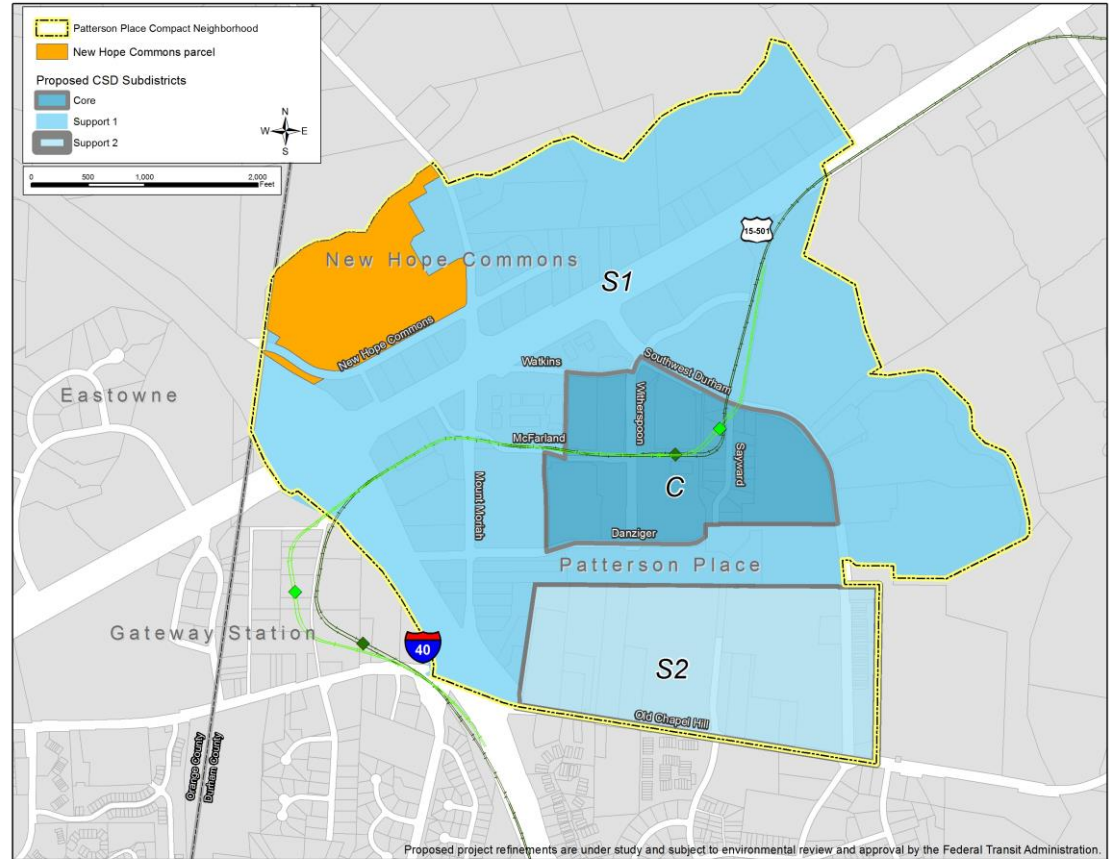 Patterson Place Compact Neighborhood
New Hope Commons parcel
Proposed CSD Subdistricts
Core
Support 1
Support 2
N
W E
S
0 500 1,000 2,000
Feet
15-501
New Hope Commons
S1
New Hope Commons
Southwest Durham
Watkins
Eastowne
Witherspoon
McFarland
Sayward
C
Mount Moriah
Danziger
Patterson Place
Gateway Station
40
S2
Old Chapel Hill
Orange County
Durham County
Proposed project refinements are under study and subject to environmental review and approval by the Federal Transit Administration.